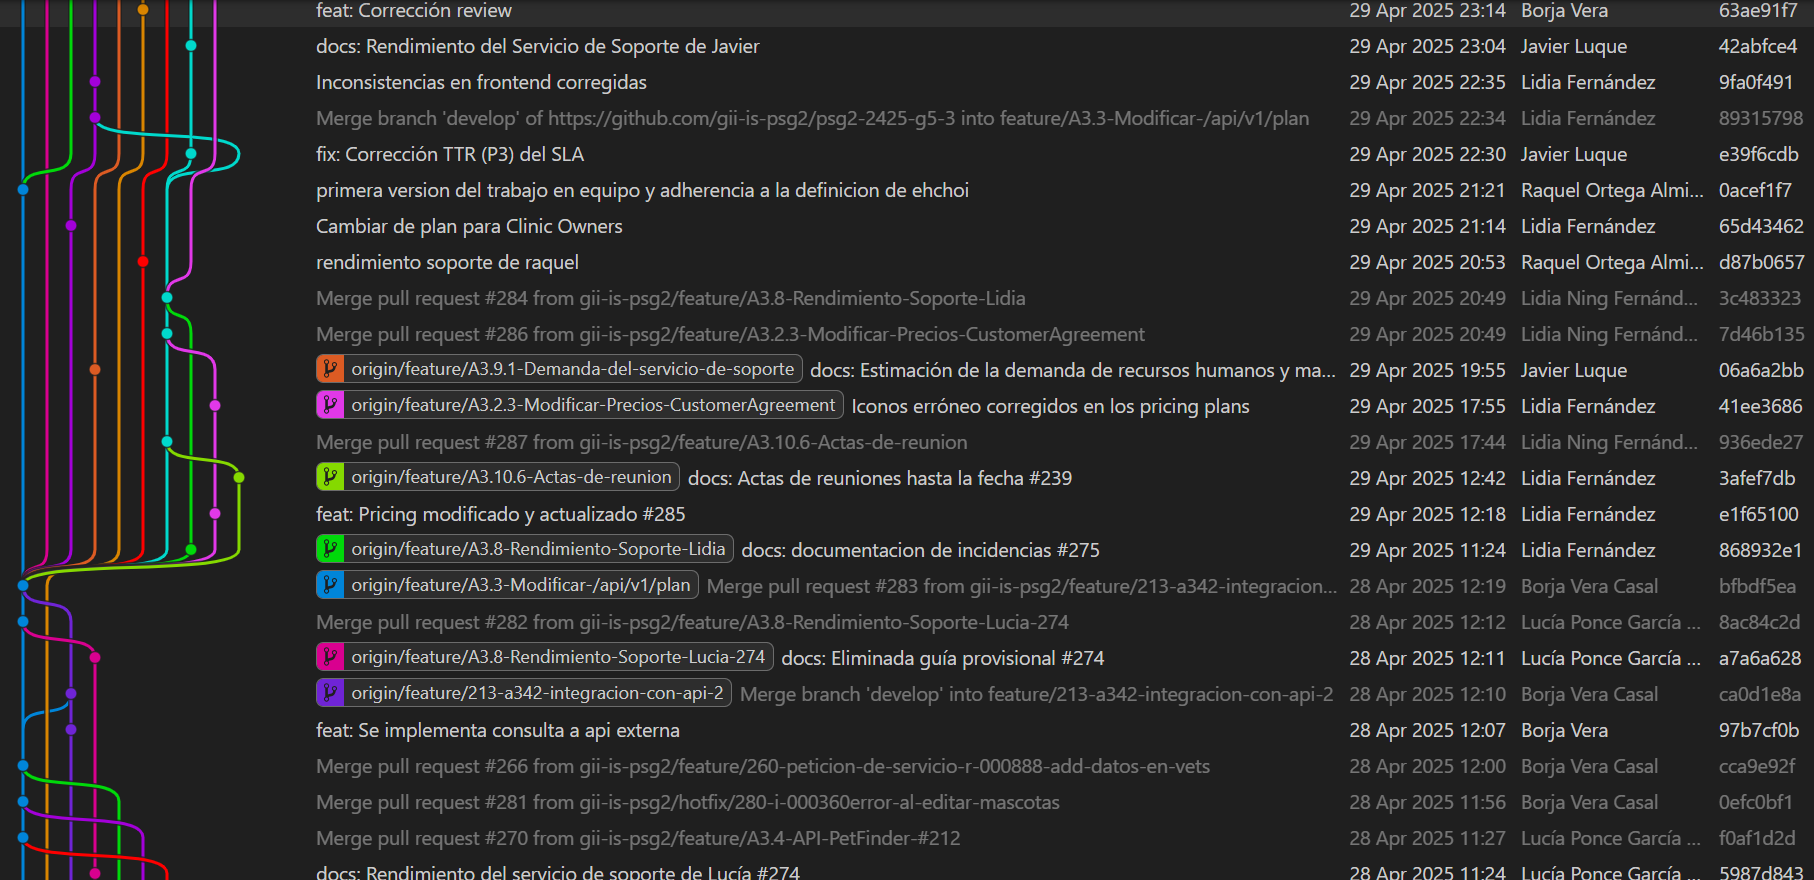 feat: Corrección review 29 Apr 2025 23:14 Borja Vera 63ae91f7
docs: Rendimiento del Servicio de Soporte de Javier 29 Apr 2025 23:04 Javier Luque 42abfce4
Inconsistencias en frontend corregidas 29 Apr 2025 22:35 Lidia Fernández 9fa0f491
Merge branch 'develop' of https://github.com/gii-is-psg2/psg2-2425-g5-3 into feature/A3.3-Modificar-/api/v1/plan 29 Apr 2025 22:34 Lidia Fernández 89315798
fix: Corrección TTR (P3) del SLA 29 Apr 2025 22:30 Javier Luque e39f6cdb
primera version del trabajo en equipo y adherencia a la definicion de ehchoi 29 Apr 2025 21:21 Raquel Ortega Almi... 0acef1f7
Cambiar de plan para Clinic Owners 29 Apr 2025 21:14 Lidia Fernández 65d43462
rendimiento soporte de raquel 29 Apr 2025 20:53 Raquel Ortega Almi... d87b0657
Merge pull request #284 from gii-is-psg2/feature/A3.8-Rendimiento-Soporte-Lidia 29 Apr 2025 20:49 Lidia Ning Fernánd... 3c483323
Merge pull request #286 from gii-is-psg2/feature/A3.2.3-Modificar-Precios-CustomerAgreement 29 Apr 2025 20:49 Lidia Ning Fernánd... 7d46b135
origin/feature/A3.9.1-Demanda-del-servicio-de-soporte docs: Estimación de la demanda de recursos humanos y ma... 29 Apr 2025 19:55 Javier Luque 06a6a2bb
origin/feature/A3.2.3-Modificar-Precios-CustomerAgreement Iconos erróneo corregidos en los pricing plans 29 Apr 2025 17:55 Lidia Fernández 41ee3686
Merge pull request #287 from gii-is-psg2/feature/A3.10.6-Actas-de-reunion 29 Apr 2025 17:44 Lidia Ning Fernánd... 936ede27
origin/feature/A3.10.6-Actas-de-reunion docs: Actas de reuniones hasta la fecha #239 29 Apr 2025 12:42 Lidia Fernández 3afef7db
feat: Pricing modificado y actualizado #285 29 Apr 2025 12:18 Lidia Fernández e1f65100
origin/feature/A3.8-Rendimiento-Soporte-Lidia docs: documentacion de incidencias #275 29 Apr 2025 11:24 Lidia Fernández 868932e1
origin/feature/A3.3-Modificar-/api/v1/plan Merge pull request #283 from gii-is-psg2/feature/213-a342-integracion... 28 Apr 2025 12:19 Borja Vera Casal bfbdf5ea
Merge pull request #282 from gii-is-psg2/feature/A3.8-Rendimiento-Soporte-Lucia-274 28 Apr 2025 12:12 Lucía Ponce García ... 8ac84c2d
origin/feature/A3.8-Rendimiento-Soporte-Lucia-274 docs: Eliminada guía provisional #274 28 Apr 2025 12:11 Lucía Ponce García ... a7a6a628
origin/feature/213-a342-integracion-con-api-2 Merge branch 'develop' into feature/213-a342-integracion-con-api-2 28 Apr 2025 12:10 Borja Vera Casal ca0d1e8a
feat: Se implementa consulta a api externa 28 Apr 2025 12:07 Borja Vera 97b7cf0b
Merge pull request #266 from gii-is-psg2/feature/260-peticion-de-servicio-r-000888-add-datos-en-vets 28 Apr 2025 12:00 Borja Vera Casal cca9e92f
Merge pull request #281 from gii-is-psg2/hotfix/280-i-000360error-al-editar-mascotas 28 Apr 2025 11:56 Borja Vera Casal 0efc0bf1
Merge pull request #270 from gii-is-psg2/feature/A3.4-API-PetFinder-#212 28 Apr 2025 11:27 Lucía Ponce García ... f0af1d2d
docs: Rendimiento del servicio de soporte de Lucía #274 28 Apr 2025 11:24 Lucía Ponce García ... 5987d843